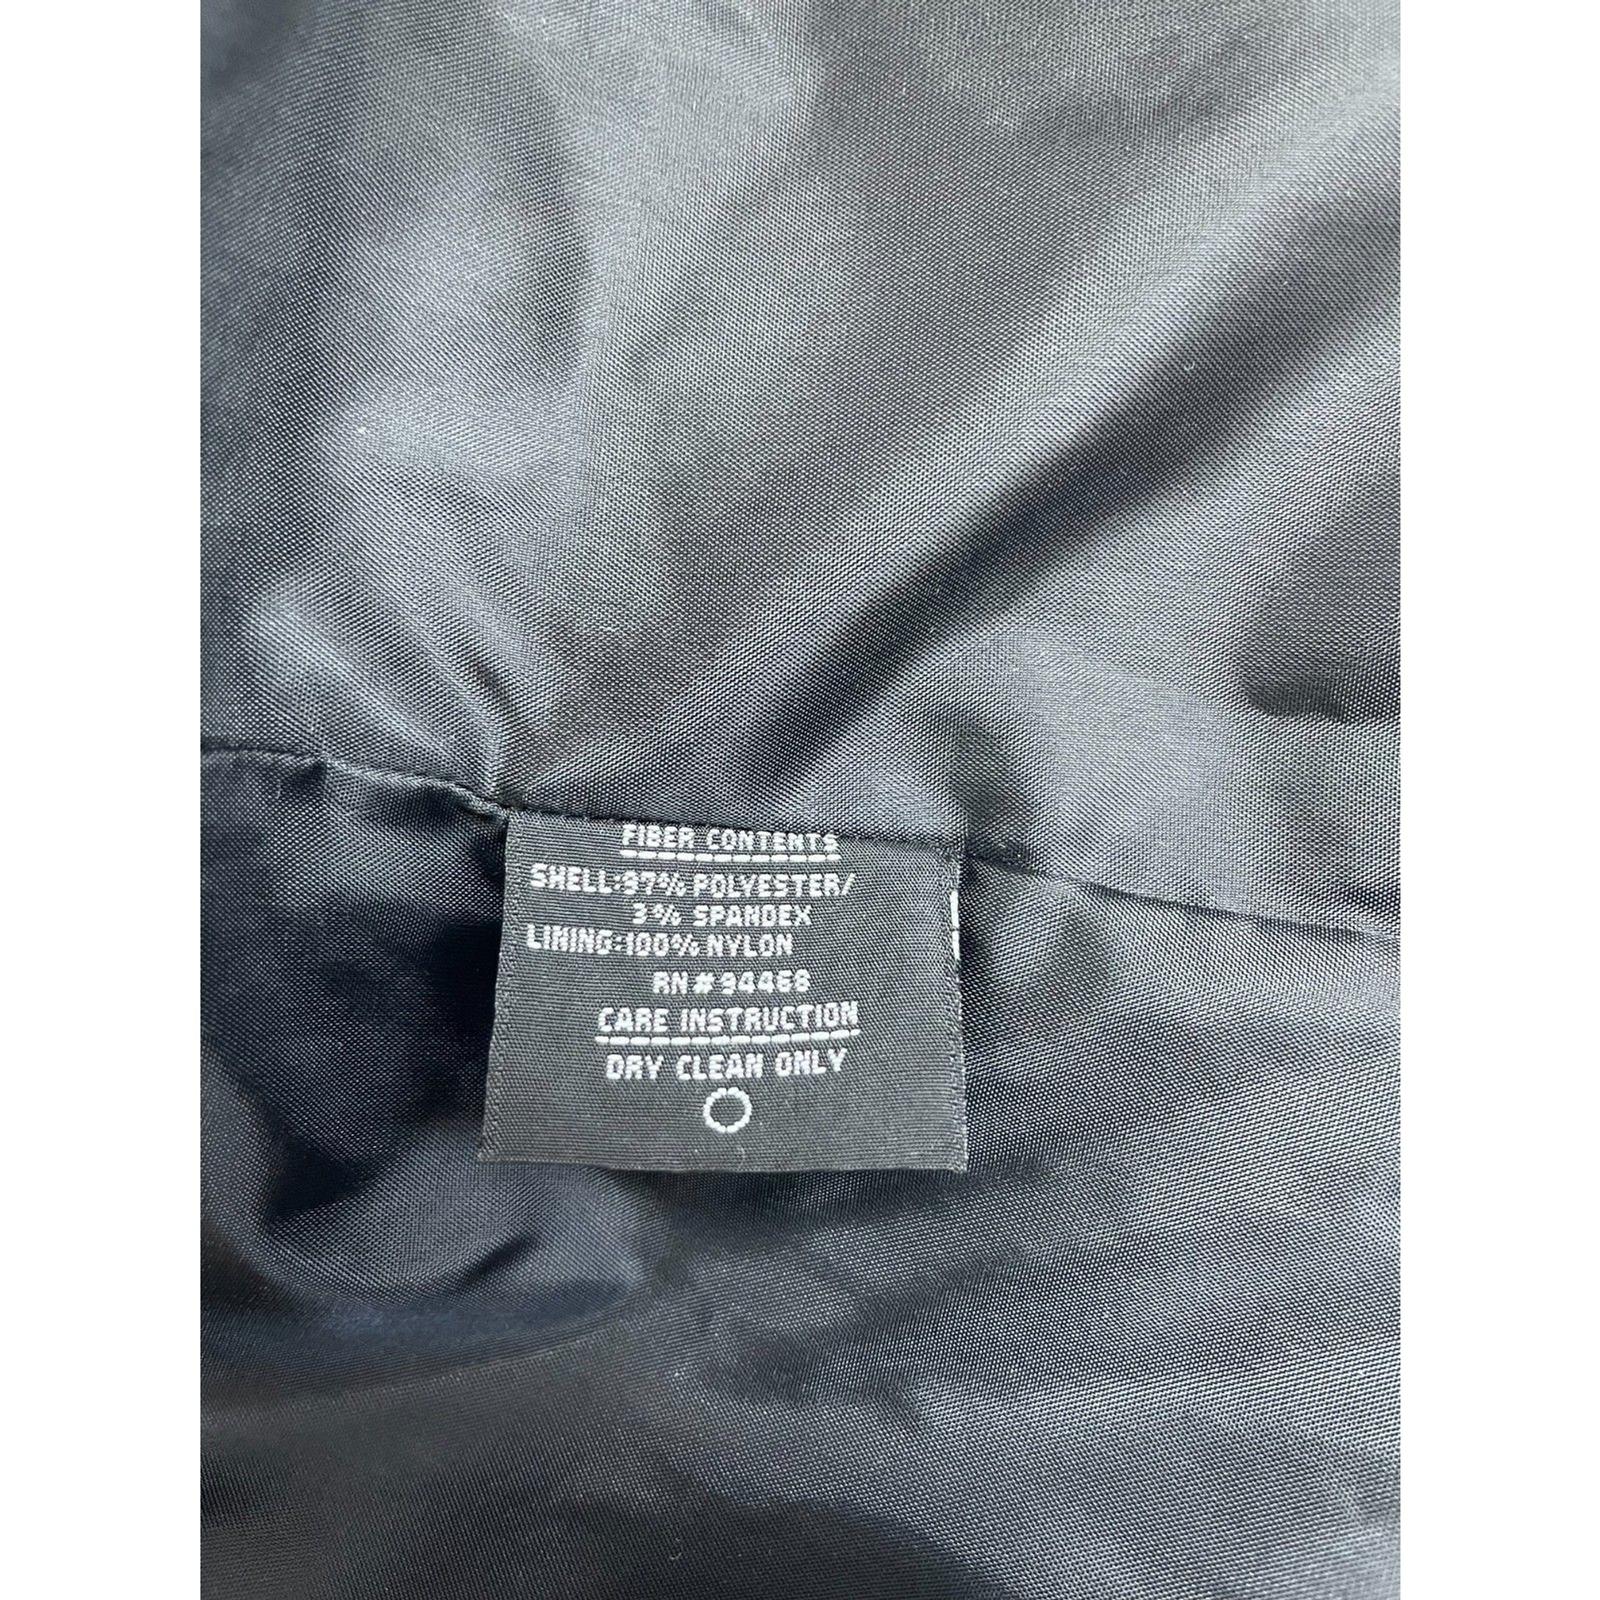 FIBER CONTENTS
SHELL:97% POLYESTER/
3% SPANDEX
LINING:100% NYLON
RN#94468
CARE INSTRUCTION
DRY CLEAN ONLY